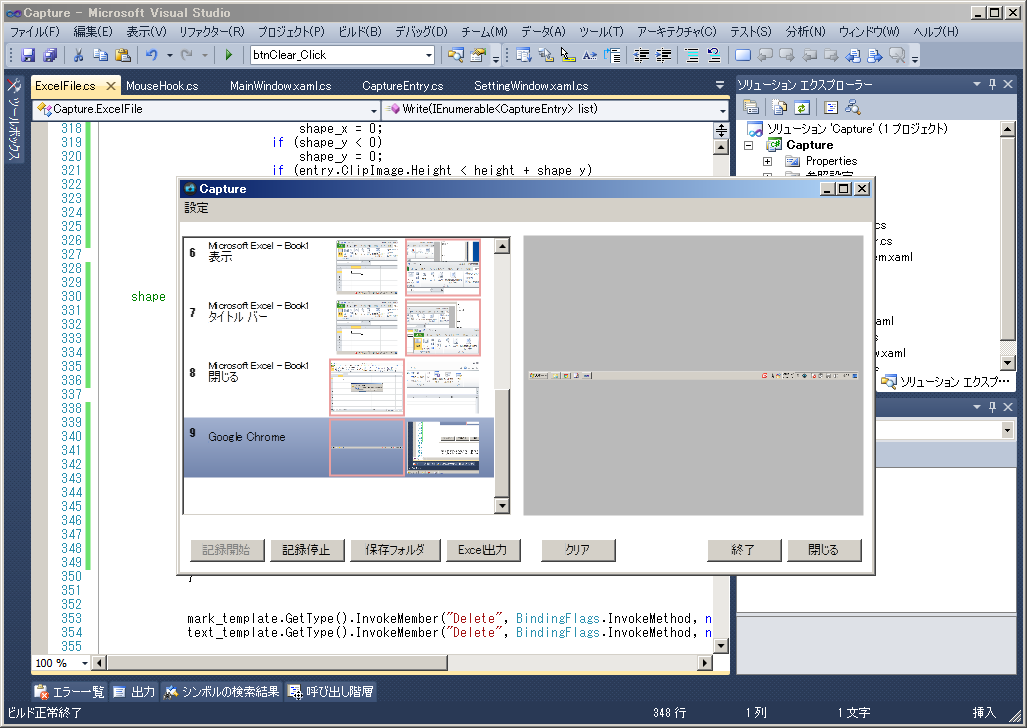 Capture - Microsoft Visual Studio
ファイル(F) 編集(E) 表示(V) リファクター(R) プロジェクト(P) ビルド(B) デバッグ(D) チーム(M) データ(A) ツール(T) アーキテクチャ(C) テスト(S) 分析(N) ウィンドウ(W) ヘルプ(H)
btnClear_Click
ExcelFile.cs MouseHook.cs MainWindow.xaml.cs CaptureEntry.cs SettingWindow.xaml.cs
ソリューション エクスプローラー
ツールボックス
Capture.ExcelFile
Write(IEnumerable<CaptureEntry> list)
318 shape_x = 0;
319 if (shape_y < 0)
320 shape_y = 0;
321 if (entry.ClipImage.Height < height + shape_y)
322
323
324
325
326
327
328
329
330 shape
331
332
333
334
335
336
337
338
339
340
341
342
343
344
345
346
347
348
349
350 }
351
352
353 mark_template.GetType().InvokeMember("Delete", BindingFlags.InvokeMethod, n
354 text_template.GetType().InvokeMember("Delete", BindingFlags.InvokeMethod, n
355
100 %
ソリューション 'Capture' (1 プロジェクト)
Capture
Properties
参照設定
.cs
r.cs
em.xaml
aml
w.xaml
ソリューション エクスプ…
Capture
設定
6 Microsoft Excel - Book1
表示
7 Microsoft Excel - Book1
タイトル バー
8 Microsoft Excel - Book1
閉じる
9 Google Chrome
記録開始 記録停止 保存フォルダ Excel出力 クリア 終了 閉じる
エラー一覧 出力 シンボルの検索結果 呼び出し階層
ビルド正常終了 348 行 1 列 1 文字 挿入